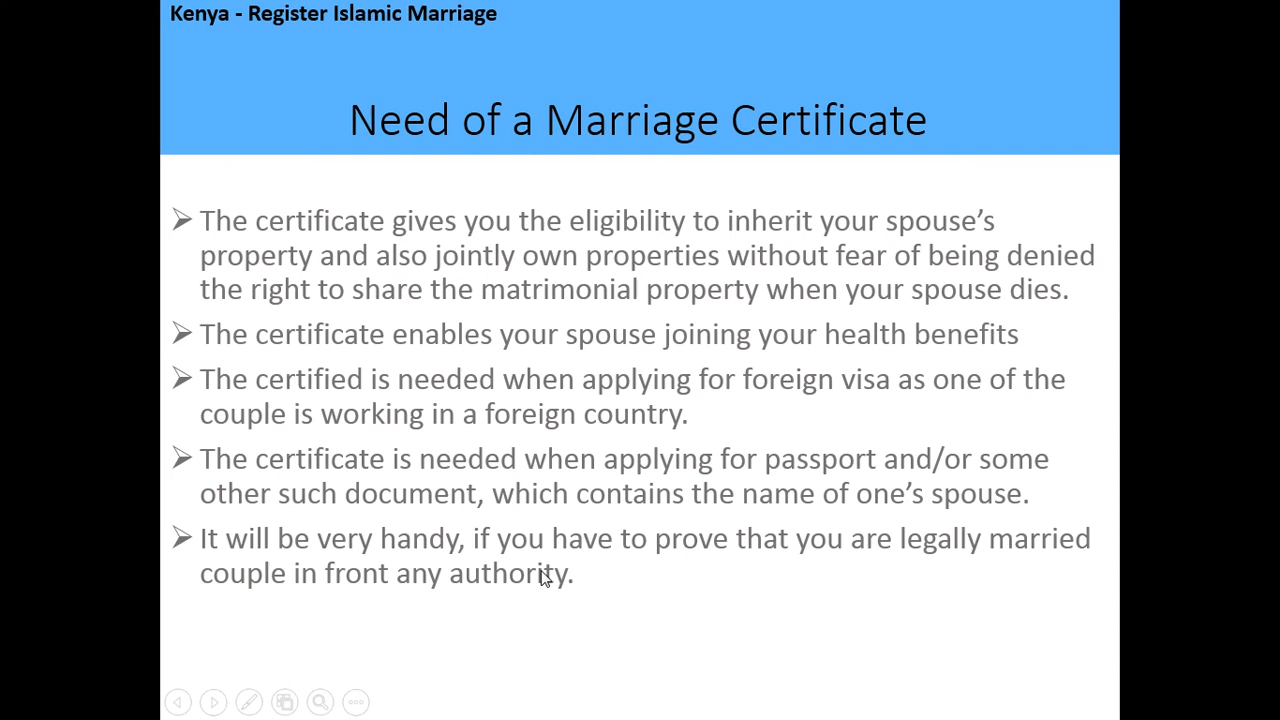 Kenya - Register Islamic Marriage
Need of a Marriage Certificate
The certificate gives you the eligibility to inherit your spouse’s
property and also jointly own properties without fear of being denied
the right to share the matrimonial property when your spouse dies.
The certificate enables your spouse joining your health benefits
The certified is needed when applying for foreign visa as one of the
couple is working in a foreign country.
The certificate is needed when applying for passport and/or some
other such document, which contains the name of one’s spouse.
It will be very handy, if you have to prove that you are legally married
couple in front any authority.